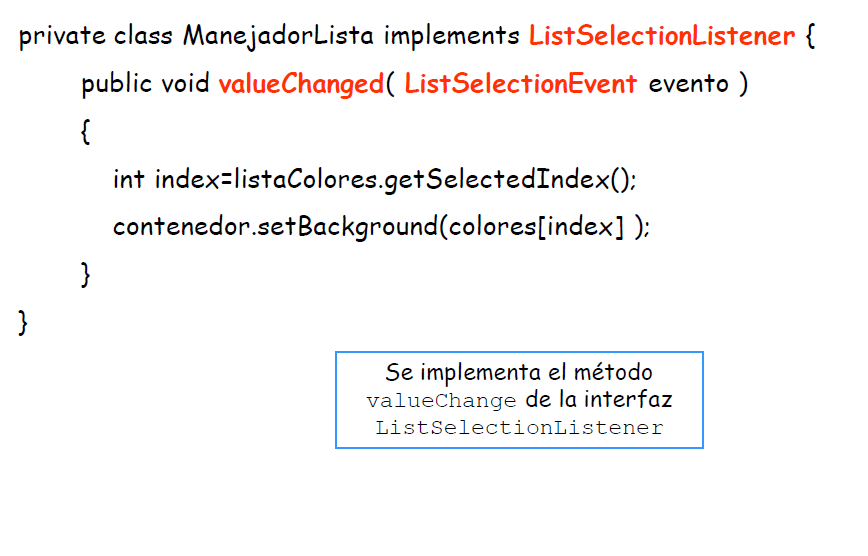 private class ManejadorLista implements ListSelectionListener {
public void valueChanged( ListSelectionEvent evento )
{
int index=listaColores.getSelectedIndex();
contenedor.setBackground(colores[index] );
}
}
Se implementa el método
valueChange de la interfaz
ListSelectionListener